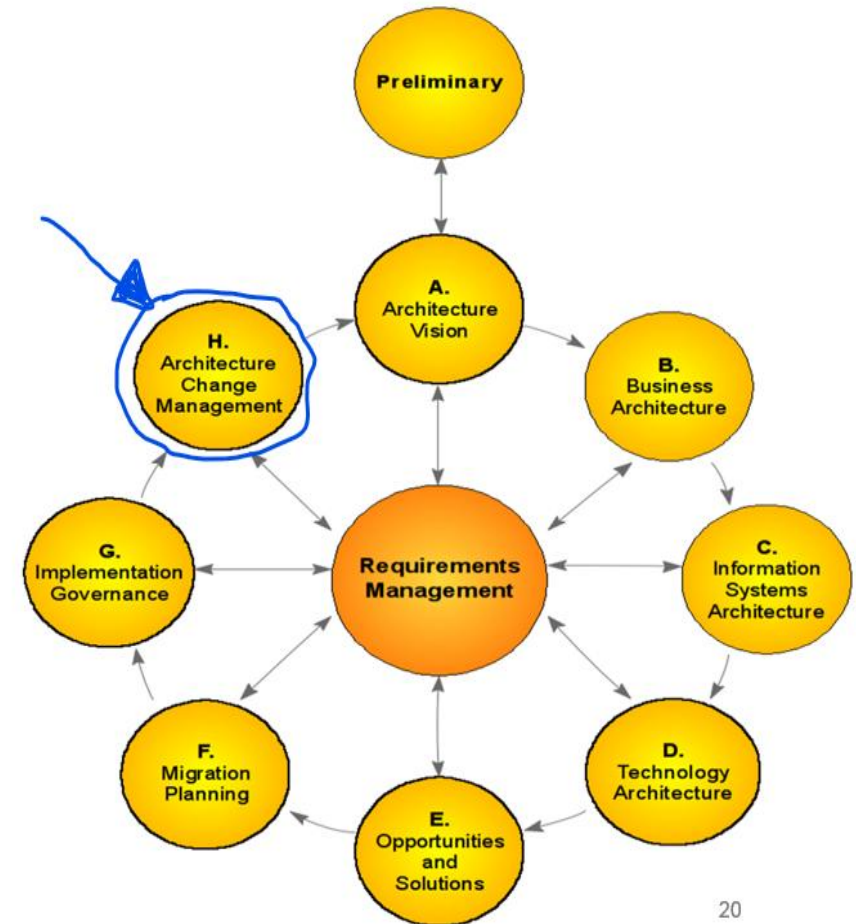 Preliminary
A.
Architecture
Vision
B.
Business
Architecture
C.
Information
Systems
Architecture
D.
Technology
Architecture
E.
Opportunities
and
Solutions
F.
Migration
Planning
G.
Implementation
Governance
H.
Architecture
Change
Management
Requirements
Management
20